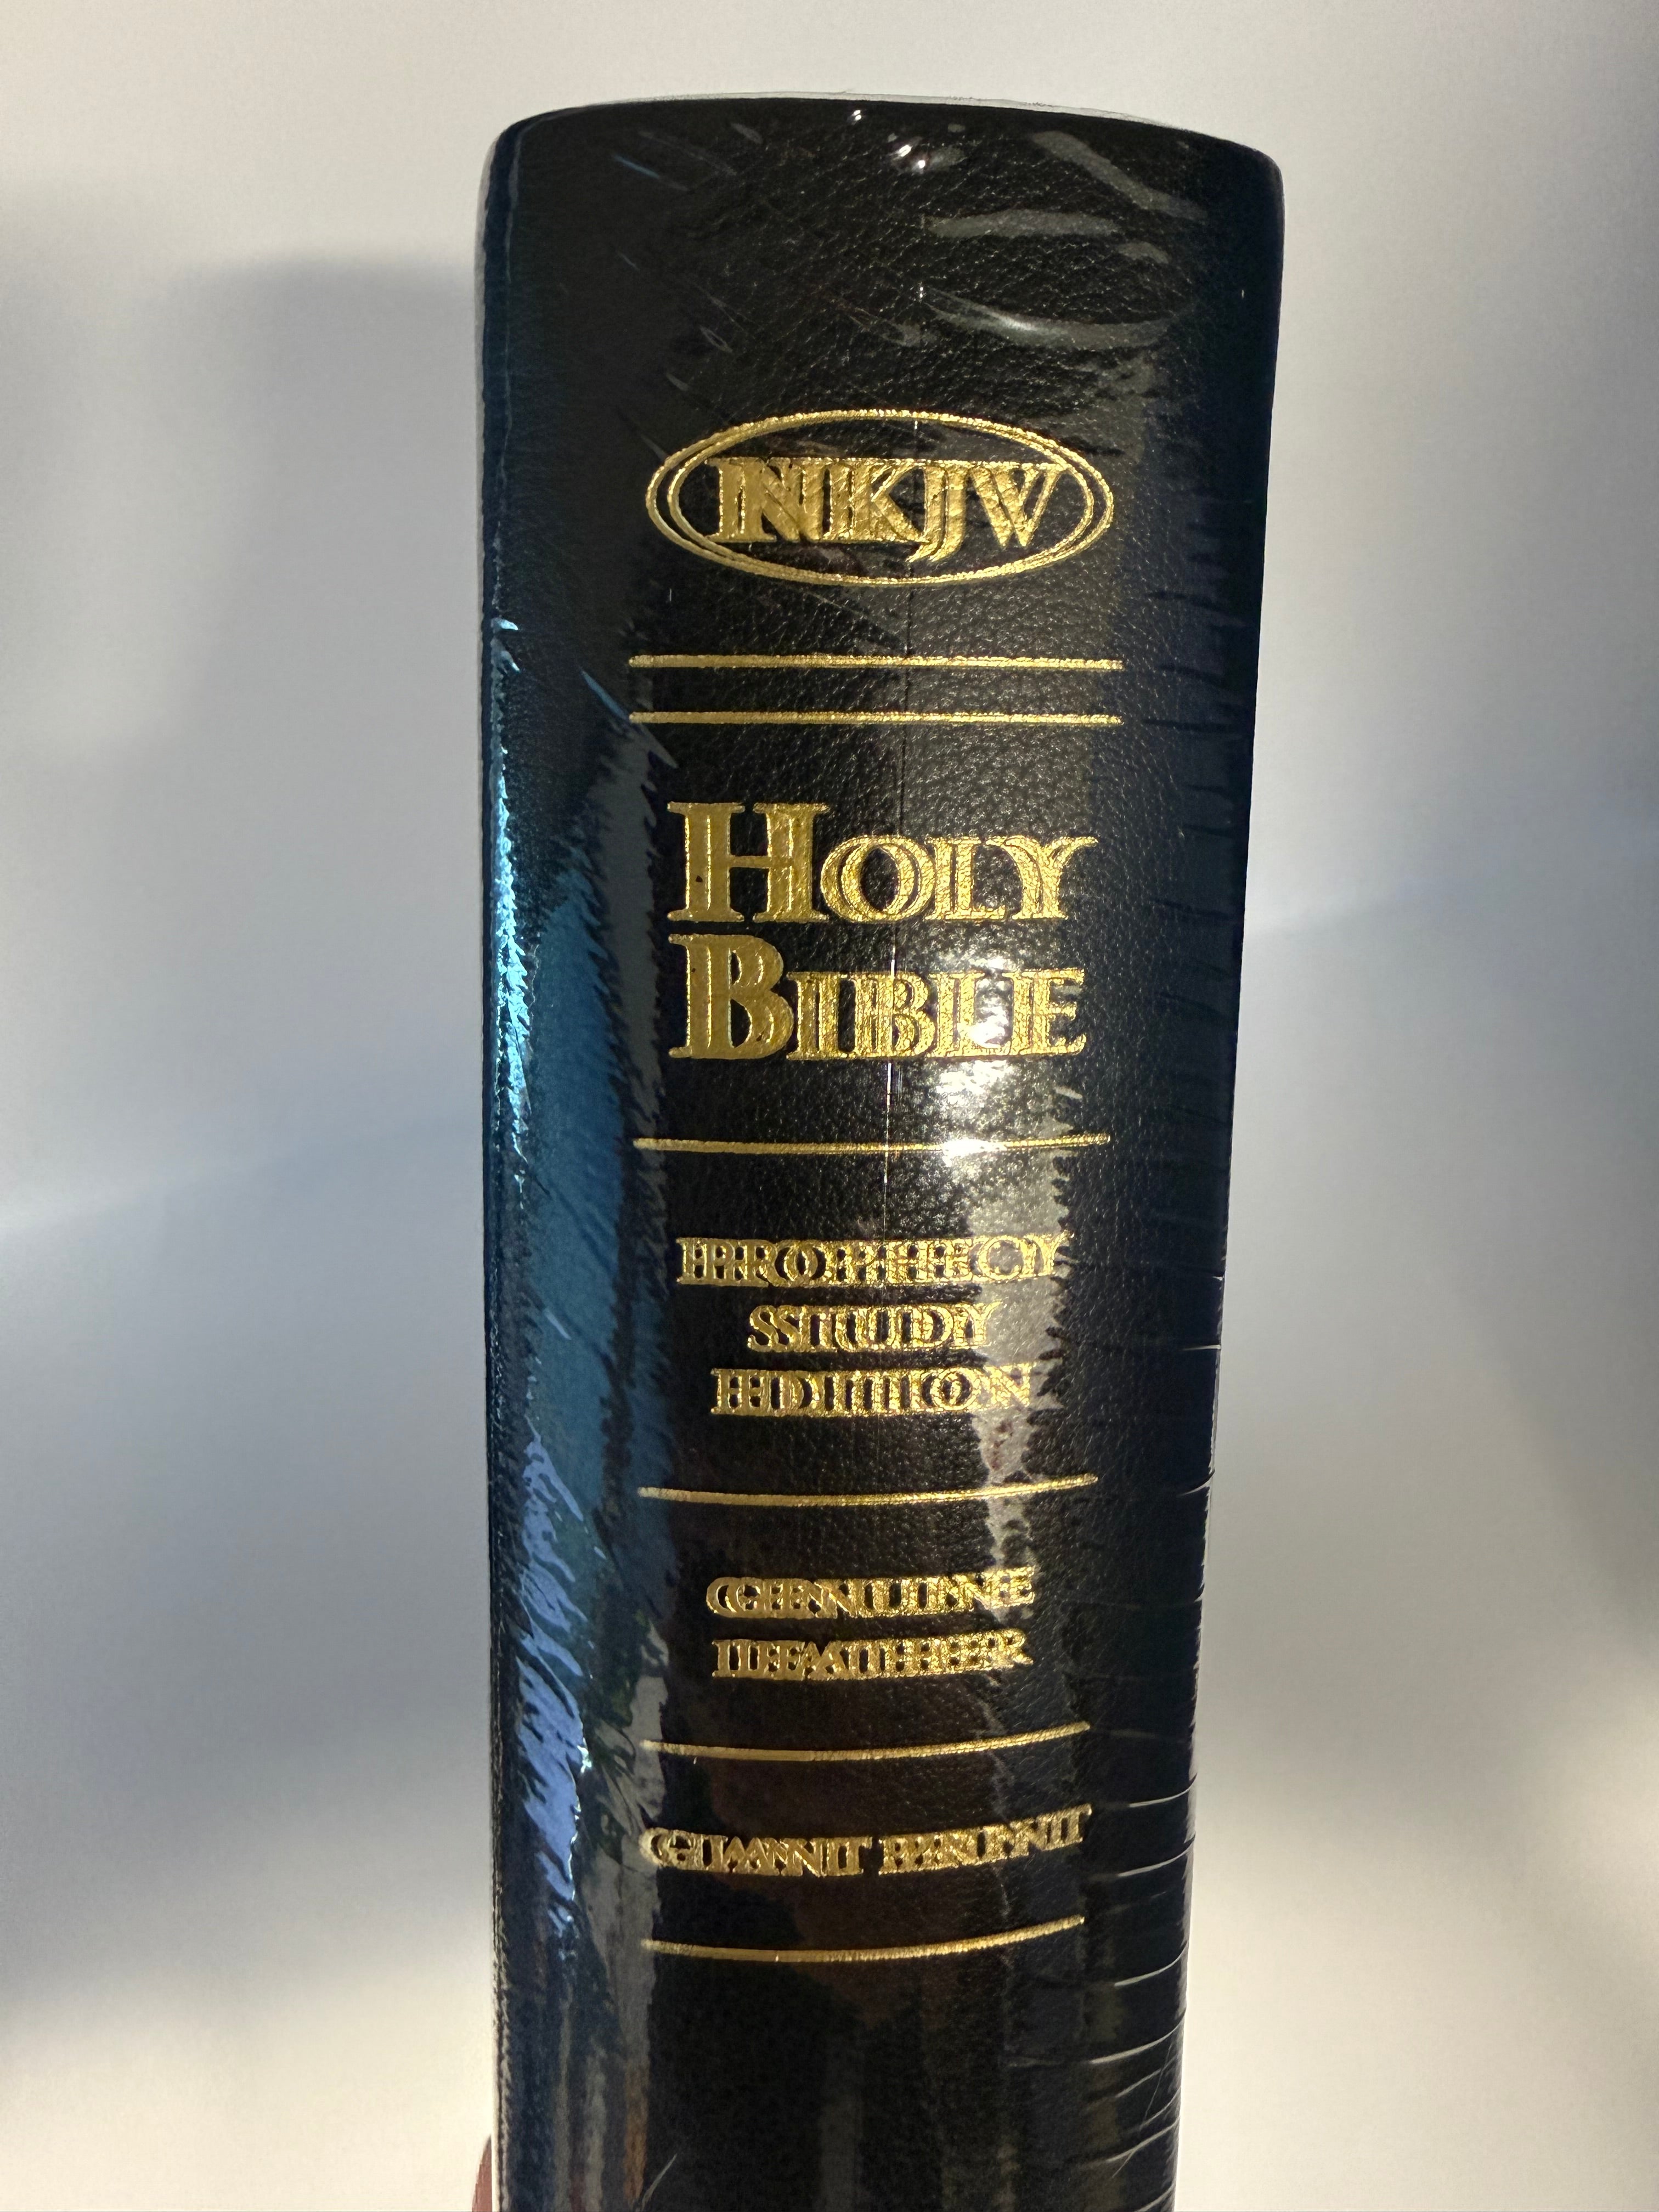 NKJV
HOLY
BIBLE
PROPHECY
STUDY
EDITION
GENUINE
LEATHER
GIANT PRINT